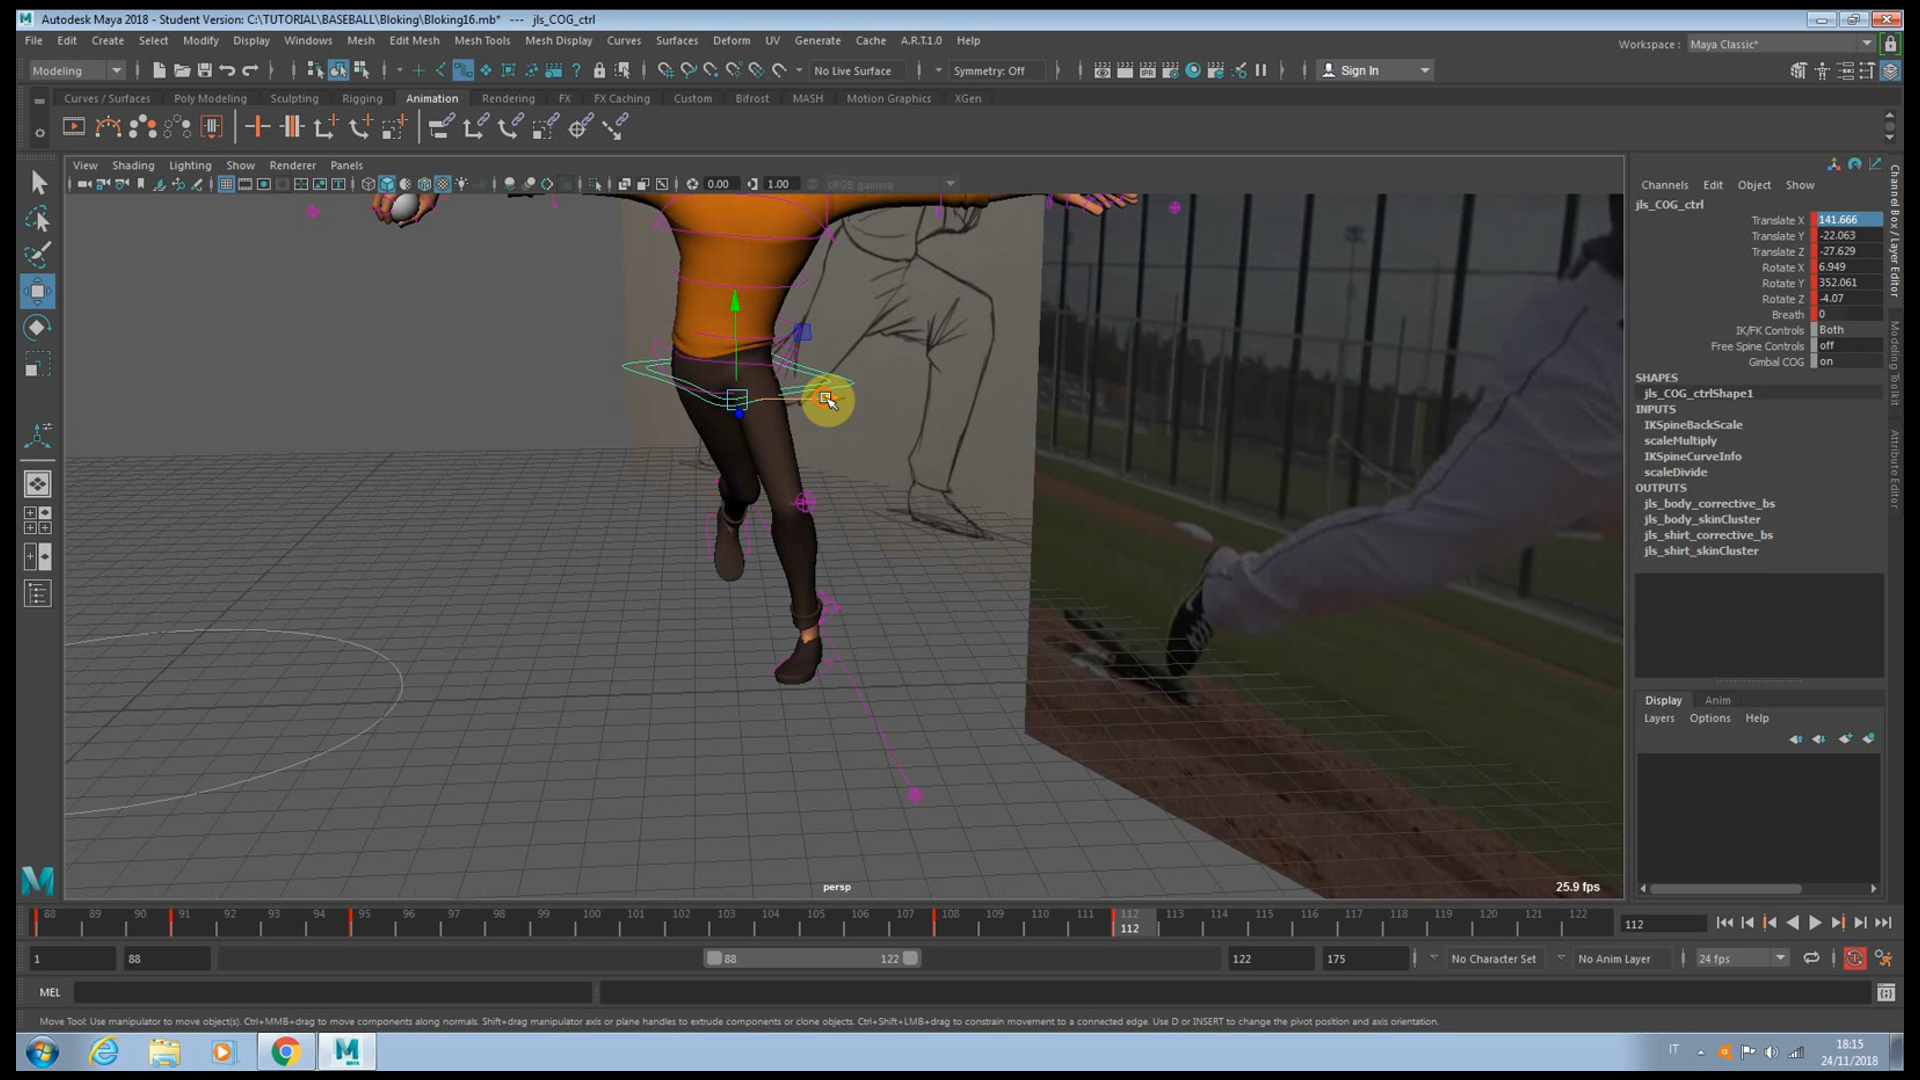 Autodesk Maya 2018 - Student Version: C:\TUTORIAL\BASEBALL\Bloking\Bloking16.mb* --- jls_COG_ctrl
File Edit Create Select Modify Display Windows Mesh Edit Mesh Mesh Tools Mesh Display Curves Surfaces Deform UV Generate Cache A.R.T.1.0 Help
Workspace : Maya Classic*
Modeling No Live Surface Symmetry: Off Sign In
Curves / Surfaces Poly Modeling Sculpting Rigging Animation Rendering FX FX Caching Custom Bifrost MASH Motion Graphics XGen
View Shading Lighting Show Renderer Panels
0.00 1.00 sRGB gamma
Channels Edit Object Show
jls_COG_ctrl
Translate X 141.666
Translate Y -22.063
Translate Z -27.629
Rotate X 6.949
Rotate Y 352.061
Rotate Z -4.07
Breath 0
IK/FK Controls Both
Free Spine Controls off
Gimbal COG on
SHAPES
jls_COG_ctrlShape1
INPUTS
IKSpineBackScale
scaleMultiply
IKSpineCurveInfo
scaleDivide
OUTPUTS
jls_body_corrective_bs
jls_body_skinCluster
jls_shirt_corrective_bs
jls_shirt_skinCluster
Channel Box / Layer Editor
Modeling Toolkit
Attribute Editor
Display Anim
Layers Options Help
persp
25.9 fps
88 89 90 91 92 93 94 95 96 97 98 99 100 101 102 103 104 105 106 107 108 109 110 111 112 113 114 115 116 117 118 119 120 121 122
112
112
1 88 88 122 122 175 No Character Set No Anim Layer 24 fps
MEL
Move Tool: Use manipulator to move object(s). Ctrl+MMB+drag to move components along normals. Shift+drag manipulator axis or plane handles to extrude components or clone objects. Ctrl+Shift+LMB+drag to constrain movement to a connected edge. Use D or INSERT to change the pivot position and axis orientation.
IT
18:15
24/11/2018